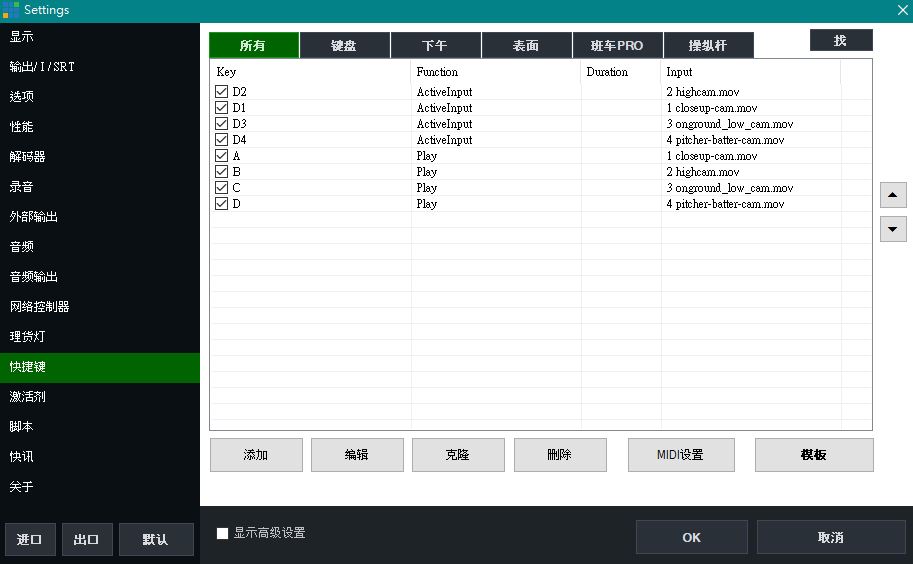 Settings
显示
输出/ I / SRT
选项
性能
解码器
录音
外部输出
音频
音频输出
网络控制器
理货灯
快捷键
激活剂
脚本
快讯
关于
进口 出口 默认
所有 键盘 下午 表面 班车PRO 操纵杆 找
Key Function Duration Input
D2 ActiveInput 2 highcam.mov
D1 ActiveInput 1 closeup-cam.mov
D3 ActiveInput 3 onground_low_cam.mov
D4 ActiveInput 4 pitcher-batter-cam.mov
A Play 1 closeup-cam.mov
B Play 2 highcam.mov
C Play 3 onground_low_cam.mov
D Play 4 pitcher-batter-cam.mov
添加 编辑 克隆 删除 MIDI设置 模板
显示高级设置 OK 取消